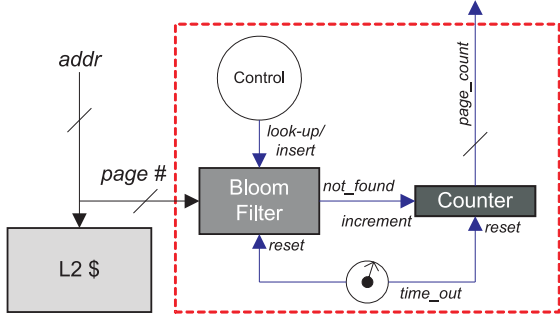 addr
Control
page_count
look-up/
insert
page #
Bloom
Filter
not_found
increment
Counter
reset
reset
L2 $
time_out